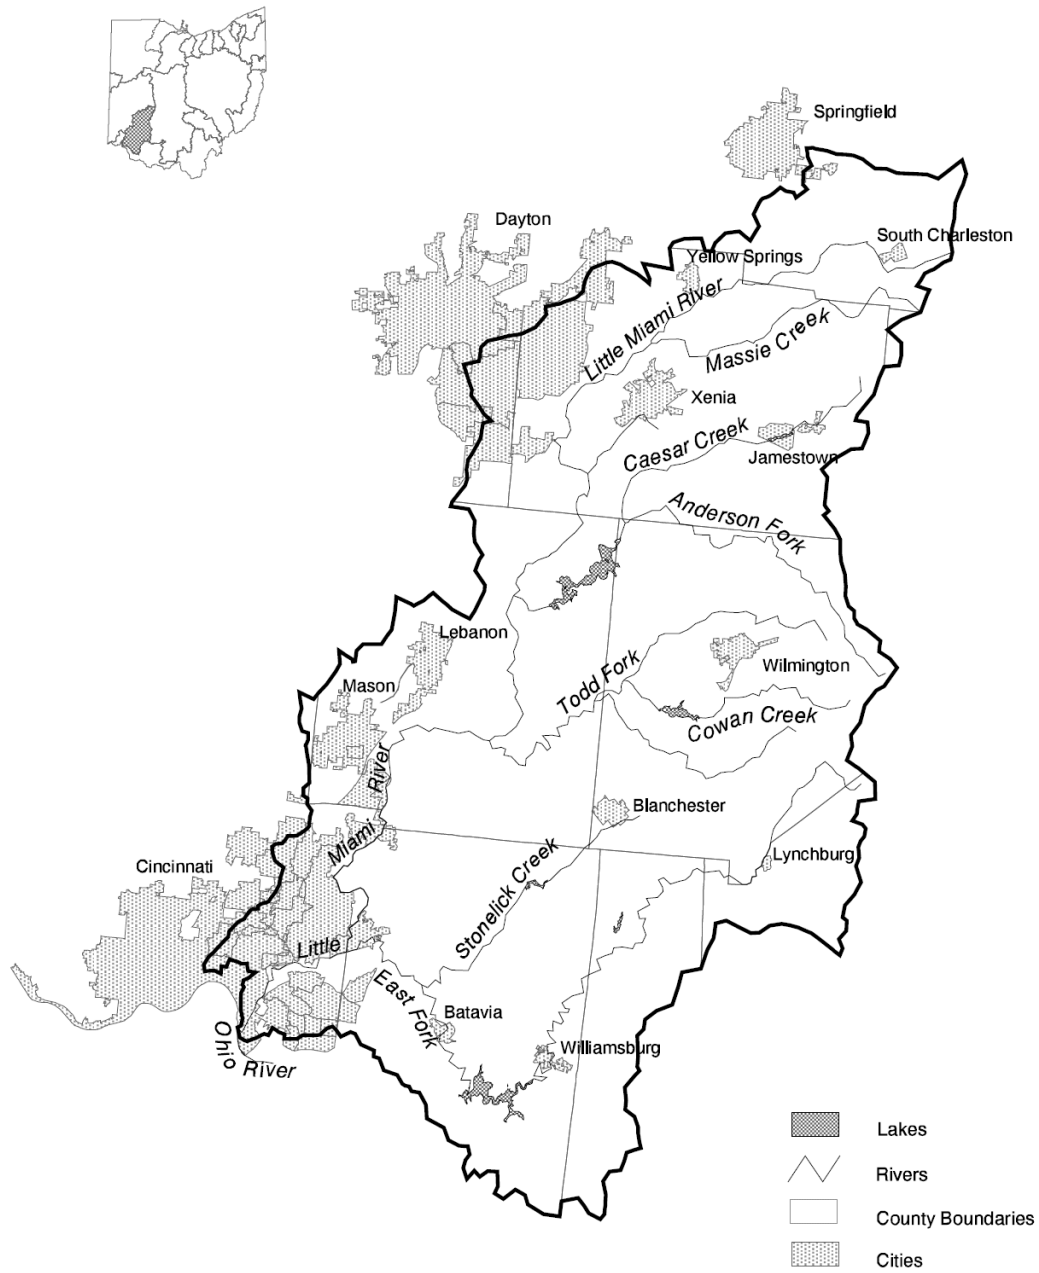 Springfield
Dayton
South Charleston
Yellow Springs
Little Miami River
Massie Creek
Xenia
Caesar Creek
Jamestown
Anderson Fork
Lebanon
Todd Fork
Wilmington
Mason
Cowan Creek
River
Blanchester
Miami
Lynchburg
Cincinnati
Stonelick Creek
Little
East Fork
Batavia
Williamsburg
Ohio River
Lakes
Rivers
County Boundaries
Cities